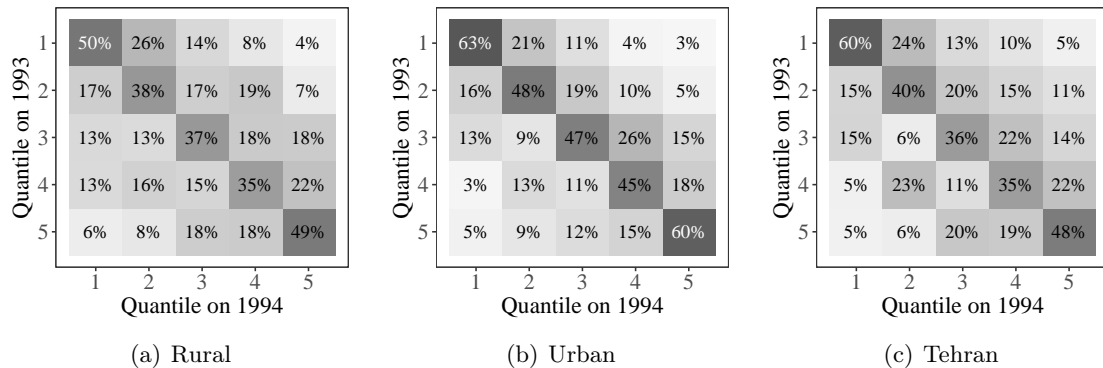 1 50% 26% 14% 8% 4%
2 17% 38% 17% 19% 7%
3 13% 13% 37% 18% 18%
4 13% 16% 15% 35% 22%
5 6% 8% 18% 18% 49%
Quantile on 1993
1 2 3 4 5
Quantile on 1994
(a) Rural
1 63% 21% 11% 4% 3%
2 16% 48% 19% 10% 5%
3 13% 9% 47% 26% 15%
4 3% 13% 11% 45% 18%
5 5% 9% 12% 15% 60%
Quantile on 1993
1 2 3 4 5
Quantile on 1994
(b) Urban
1 60% 24% 13% 10% 5%
2 15% 40% 20% 15% 11%
3 15% 6% 36% 22% 14%
4 5% 23% 11% 35% 22%
5 5% 6% 20% 19% 48%
Quantile on 1993
1 2 3 4 5
Quantile on 1994
(c) Tehran